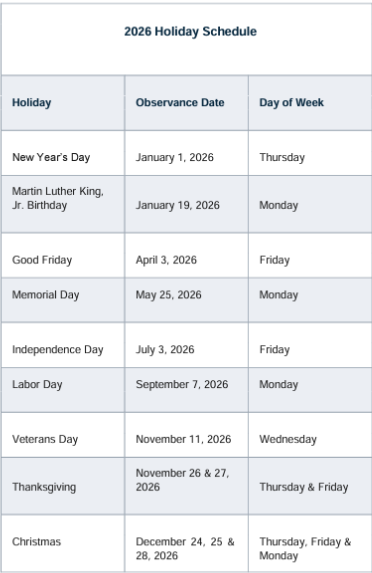 2026 Holiday Schedule
Holiday Observance Date Day of Week
New Year's Day January 1, 2026 Thursday
Martin Luther King,
Jr. Birthday January 19, 2026 Monday
Good Friday April 3, 2026 Friday
Memorial Day May 25, 2026 Monday
Independence Day July 3, 2026 Friday
Labor Day September 7, 2026 Monday
Veterans Day November 11, 2026 Wednesday
November 26 & 27,
Thanksgiving 2026 Thursday & Friday
Christmas December 24, 25 & Thursday, Friday &
28, 2026 Monday